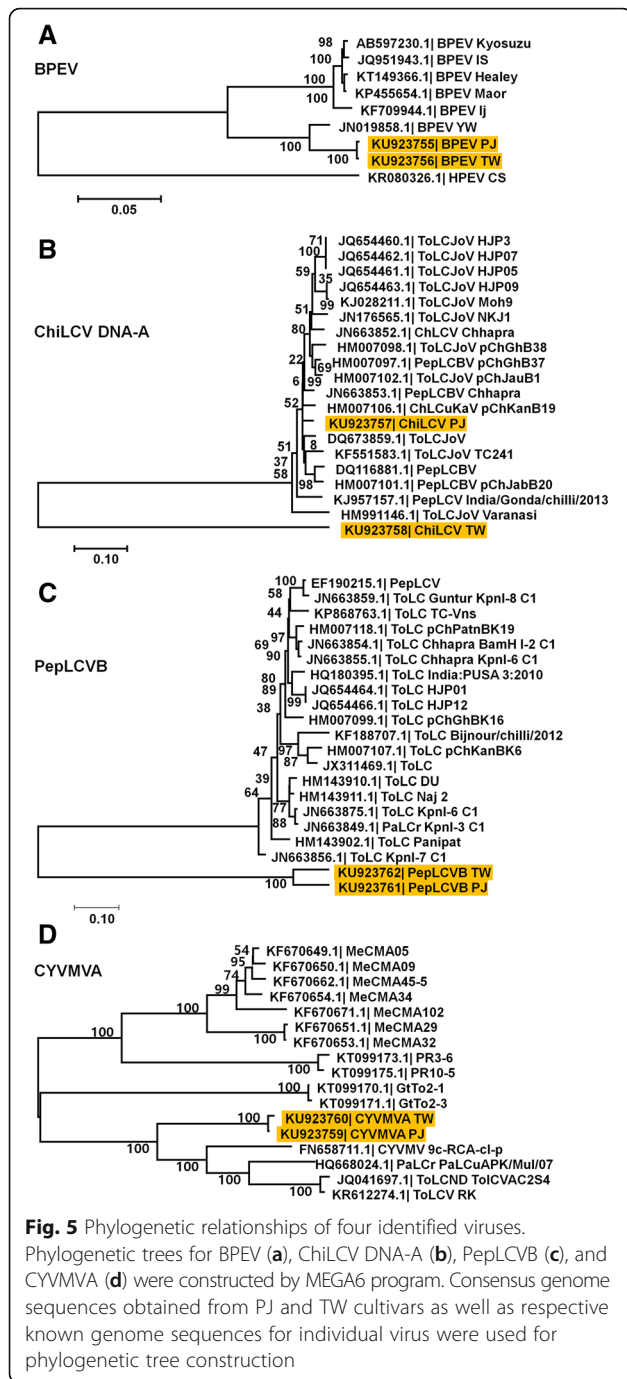 A
BPEV
98
AB597230.1| BPEV Kyosuzu
100
JQ951943.1| BPEV IS
KT149366.1| BPEV Healey
100
KP455654.1| BPEV Maor
100
KF709944.1| BPEV Ij
JN019858.1| BPEV YW
100
KU923755| BPEV PJ
100
KU923756| BPEV TW
KR080326.1| HPEV CS
0.05
B
ChiLCV DNA-A
71
JQ654460.1| ToLCJoV HJP3
100
JQ654462.1| ToLCJoV HJP07
59
JQ654461.1| ToLCJoV HJP05
35
JQ654463.1| ToLCJoV HJP09
99
KJ028211.1| ToLCJoV Moh9
51
JN176565.1| ToLCJoV NKJ1
80
JN663852.1| ChLCV Chhapra
HM007098.1| ToLCJoV pChGhB38
22
69
HM007097.1| PepLCBV pChGhB37
6
99
HM007102.1| ToLCJoV pChJauB1
JN663853.1| PepLCBV Chhapra
52
HM007106.1| ChLCuKaV pChKanB19
KU923757| ChiLCV PJ
8
DQ673859.1| ToLCJoV
51
KF551583.1| ToLCJoV TC241
37
DQ116881.1| PepLCBV
58
98
HM007101.1| PepLCBV pChJabB20
KJ957157.1| PepLCV India/Gonda/chilli/2013
HM991146.1| ToLCJoV Varanasi
KU923758| ChiLCV TW
0.10
C
PepLCVB
100
EF190215.1| PepLCV
58
JN663859.1| ToLC Guntur KpnI-8 C1
44
KP868763.1| ToLC TC-Vns
97
HM007118.1| ToLC pChPatnBK19
69
JN663854.1| ToLC Chhapra BamH I-2 C1
90
JN663855.1| ToLC Chhapra KpnI-6 C1
80
HQ180395.1| ToLC India:PUSA 3:2010
89
99
JQ654464.1| ToLC HJP01
JQ654466.1| ToLC HJP12
38
HM007099.1| ToLC pChGhBK16
KF188707.1| ToLC Bijnour/chilli/2012
47
97
HM007107.1| ToLC pChKanBK6
87
JX311469.1| ToLC
39
HM143910.1| ToLC DU
64
HM143911.1| ToLC Naj 2
77
JN663875.1| ToLC KpnI-6 C1
88
JN663849.1| PaLCr KpnI-3 C1
HM143902.1| ToLC Panipat
JN663856.1| ToLC KpnI-7 C1
KU923762| PepLCVB TW
100
KU923761| PepLCVB PJ
0.10
D
CYVMVA
54
KF670649.1| MeCMA05
95
KF670650.1| MeCMA09
74
KF670662.1| MeCMA45-5
99
KF670654.1| MeCMA34
100
KF670671.1| MeCMA102
KF670651.1| MeCMA29
100
KF670653.1| MeCMA32
100
KT099173.1| PR3-6
100
KT099175.1| PR10-5
100
KT099170.1| GtTo2-1
KT099171.1| GtTo2-3
100
KU923760| CYVMVA TW
KU923759| CYVMVA PJ
100
FN658711.1| CYVMV 9c-RCA-cl-p
100
HQ668024.1| PaLCr PaLCuAPK/Mul/07
JQ041697.1| ToLCND TolCVAC2S4
100
KR612274.1| ToLCV RK
Fig. 5 Phylogenetic relationships of four identified viruses.
Phylogenetic trees for BPEV (a), ChiLCV DNA-A (b), PepLCVB (c), and
CYVMVA (d) were constructed by MEGA6 program. Consensus genome
sequences obtained from PJ and TW cultivars as well as respective
known genome sequences for individual virus were used for
phylogenetic tree construction